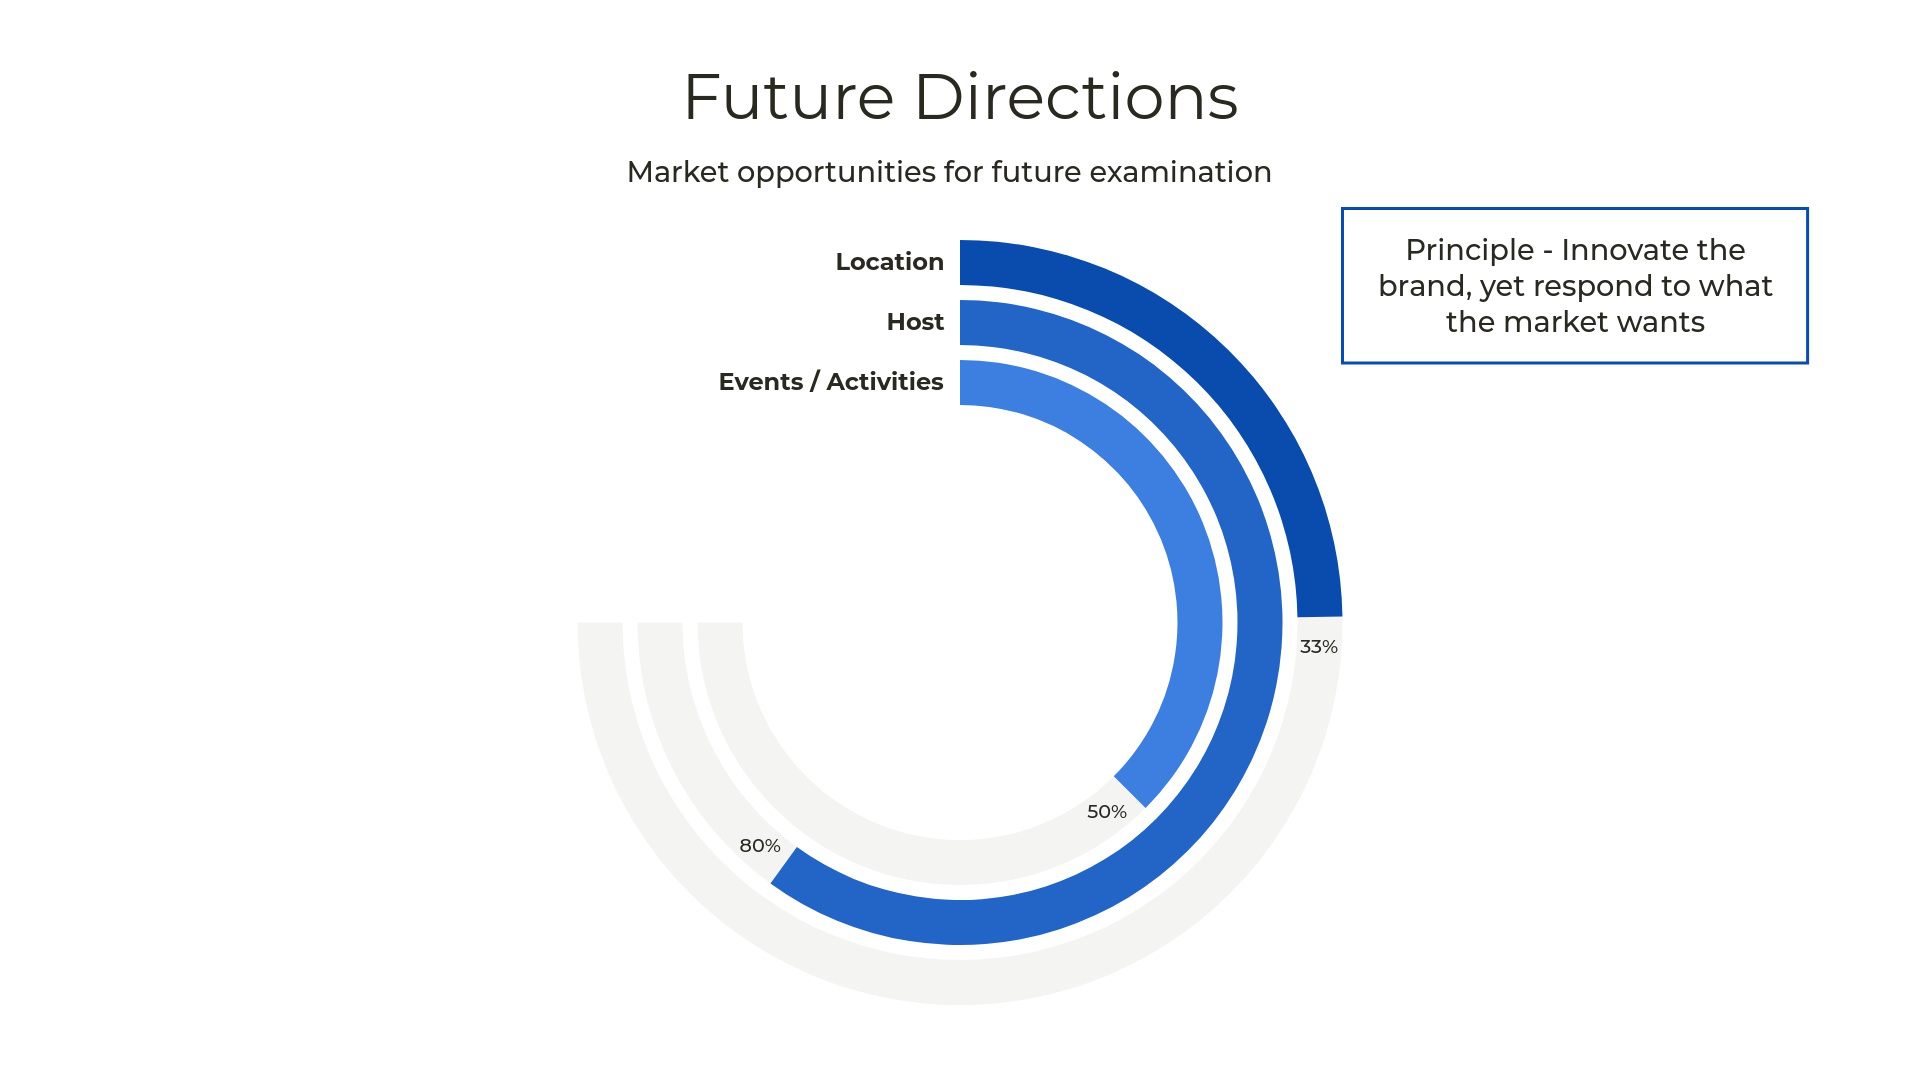 Future Directions
Market opportunities for future examination
Principle - Innovate the
brand, yet respond to what
the market wants
Location
Host
Events / Activities
33%
50%
80%